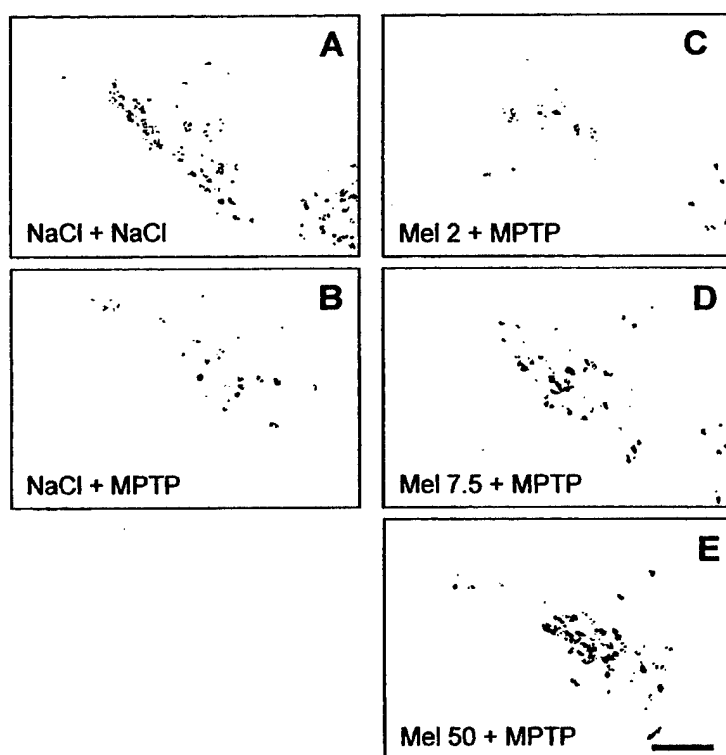 A
NaCl + NaCl
B
NaCl + MPTP
C
Mel 2 + MPTP
D
Mel 7.5 + MPTP
E
Mel 50 + MPTP